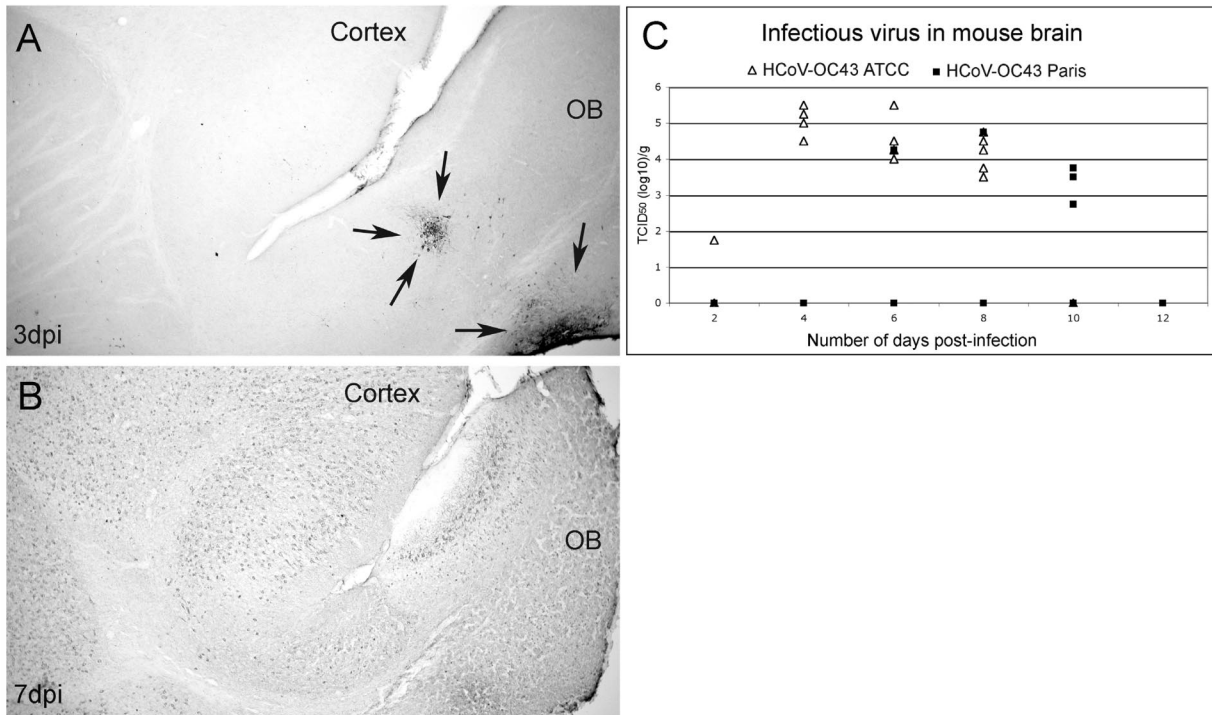 A
Cortex
OB
3dpi
B
Cortex
OB
7dpi
C
Infectious virus in mouse brain
△ HCoV-OC43 ATCC ■ HCoV-OC43 Paris
6
5
4
3
2
1
0
TCID50 (log10)/g
2 4 6 8 10 12
Number of days post-infection